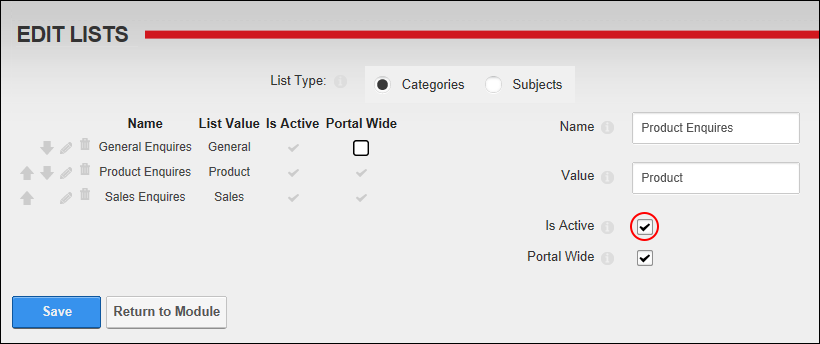 EDIT LISTS
List Type: Categories Subjects
Name List Value Is Active Portal Wide
General Enquires General
Product Enquires Product
Sales Enquires Sales
Name Product Enquires
Value Product
Is Active
Portal Wide
Save Return to Module